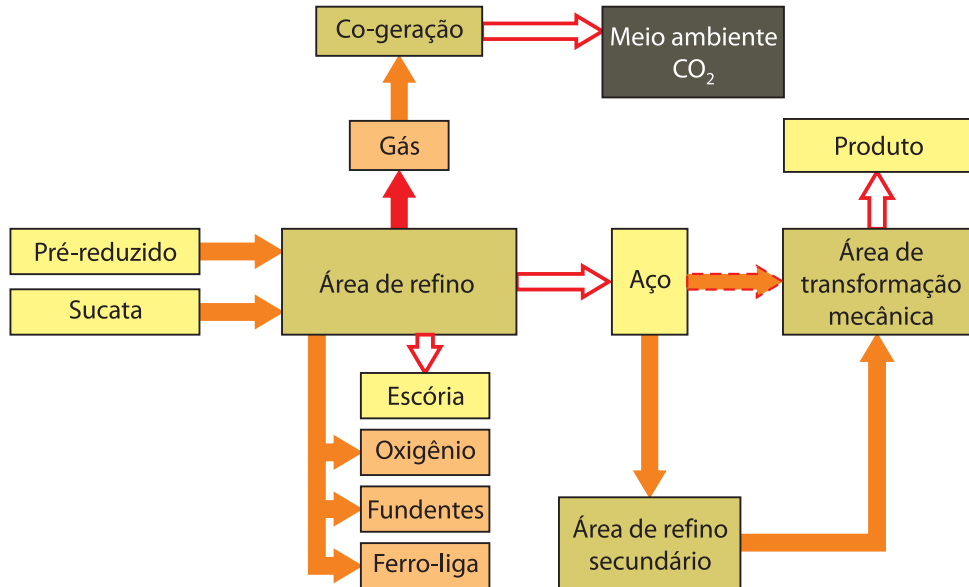 Co-geração
Meio ambiente
CO₂
Gás
Produto
Pré-reduzido
Sucata
Área de refino
Aço
Área de
transformação
mecânica
Escória
Oxigênio
Fundentes
Ferro-liga
Área de refino
secundário